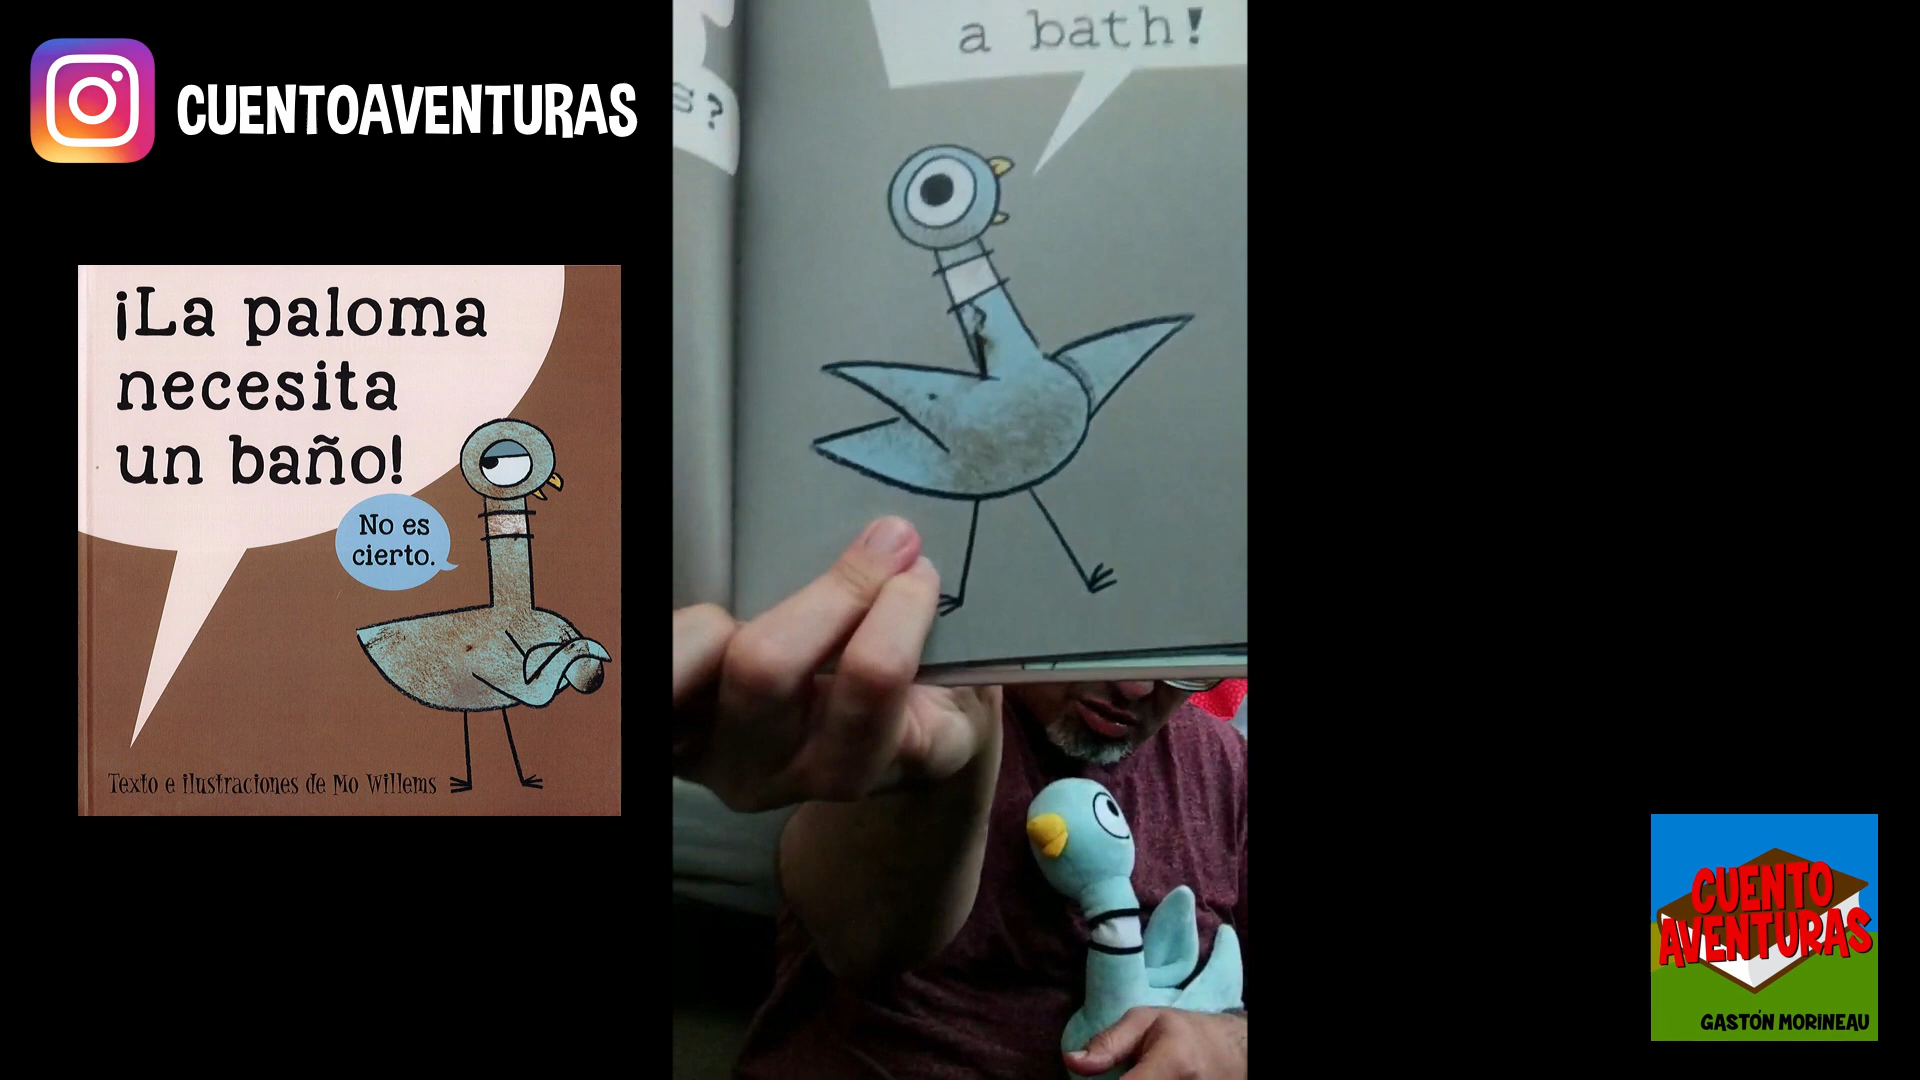 CUENTOAVENTURAS
¡La paloma
necesita
un baño!
No es
cierto.
Texto e ilustraciones de Mo Willems
a bath!
s?
CUENTO
AVENTURAS
GASTÓN MORINEAU